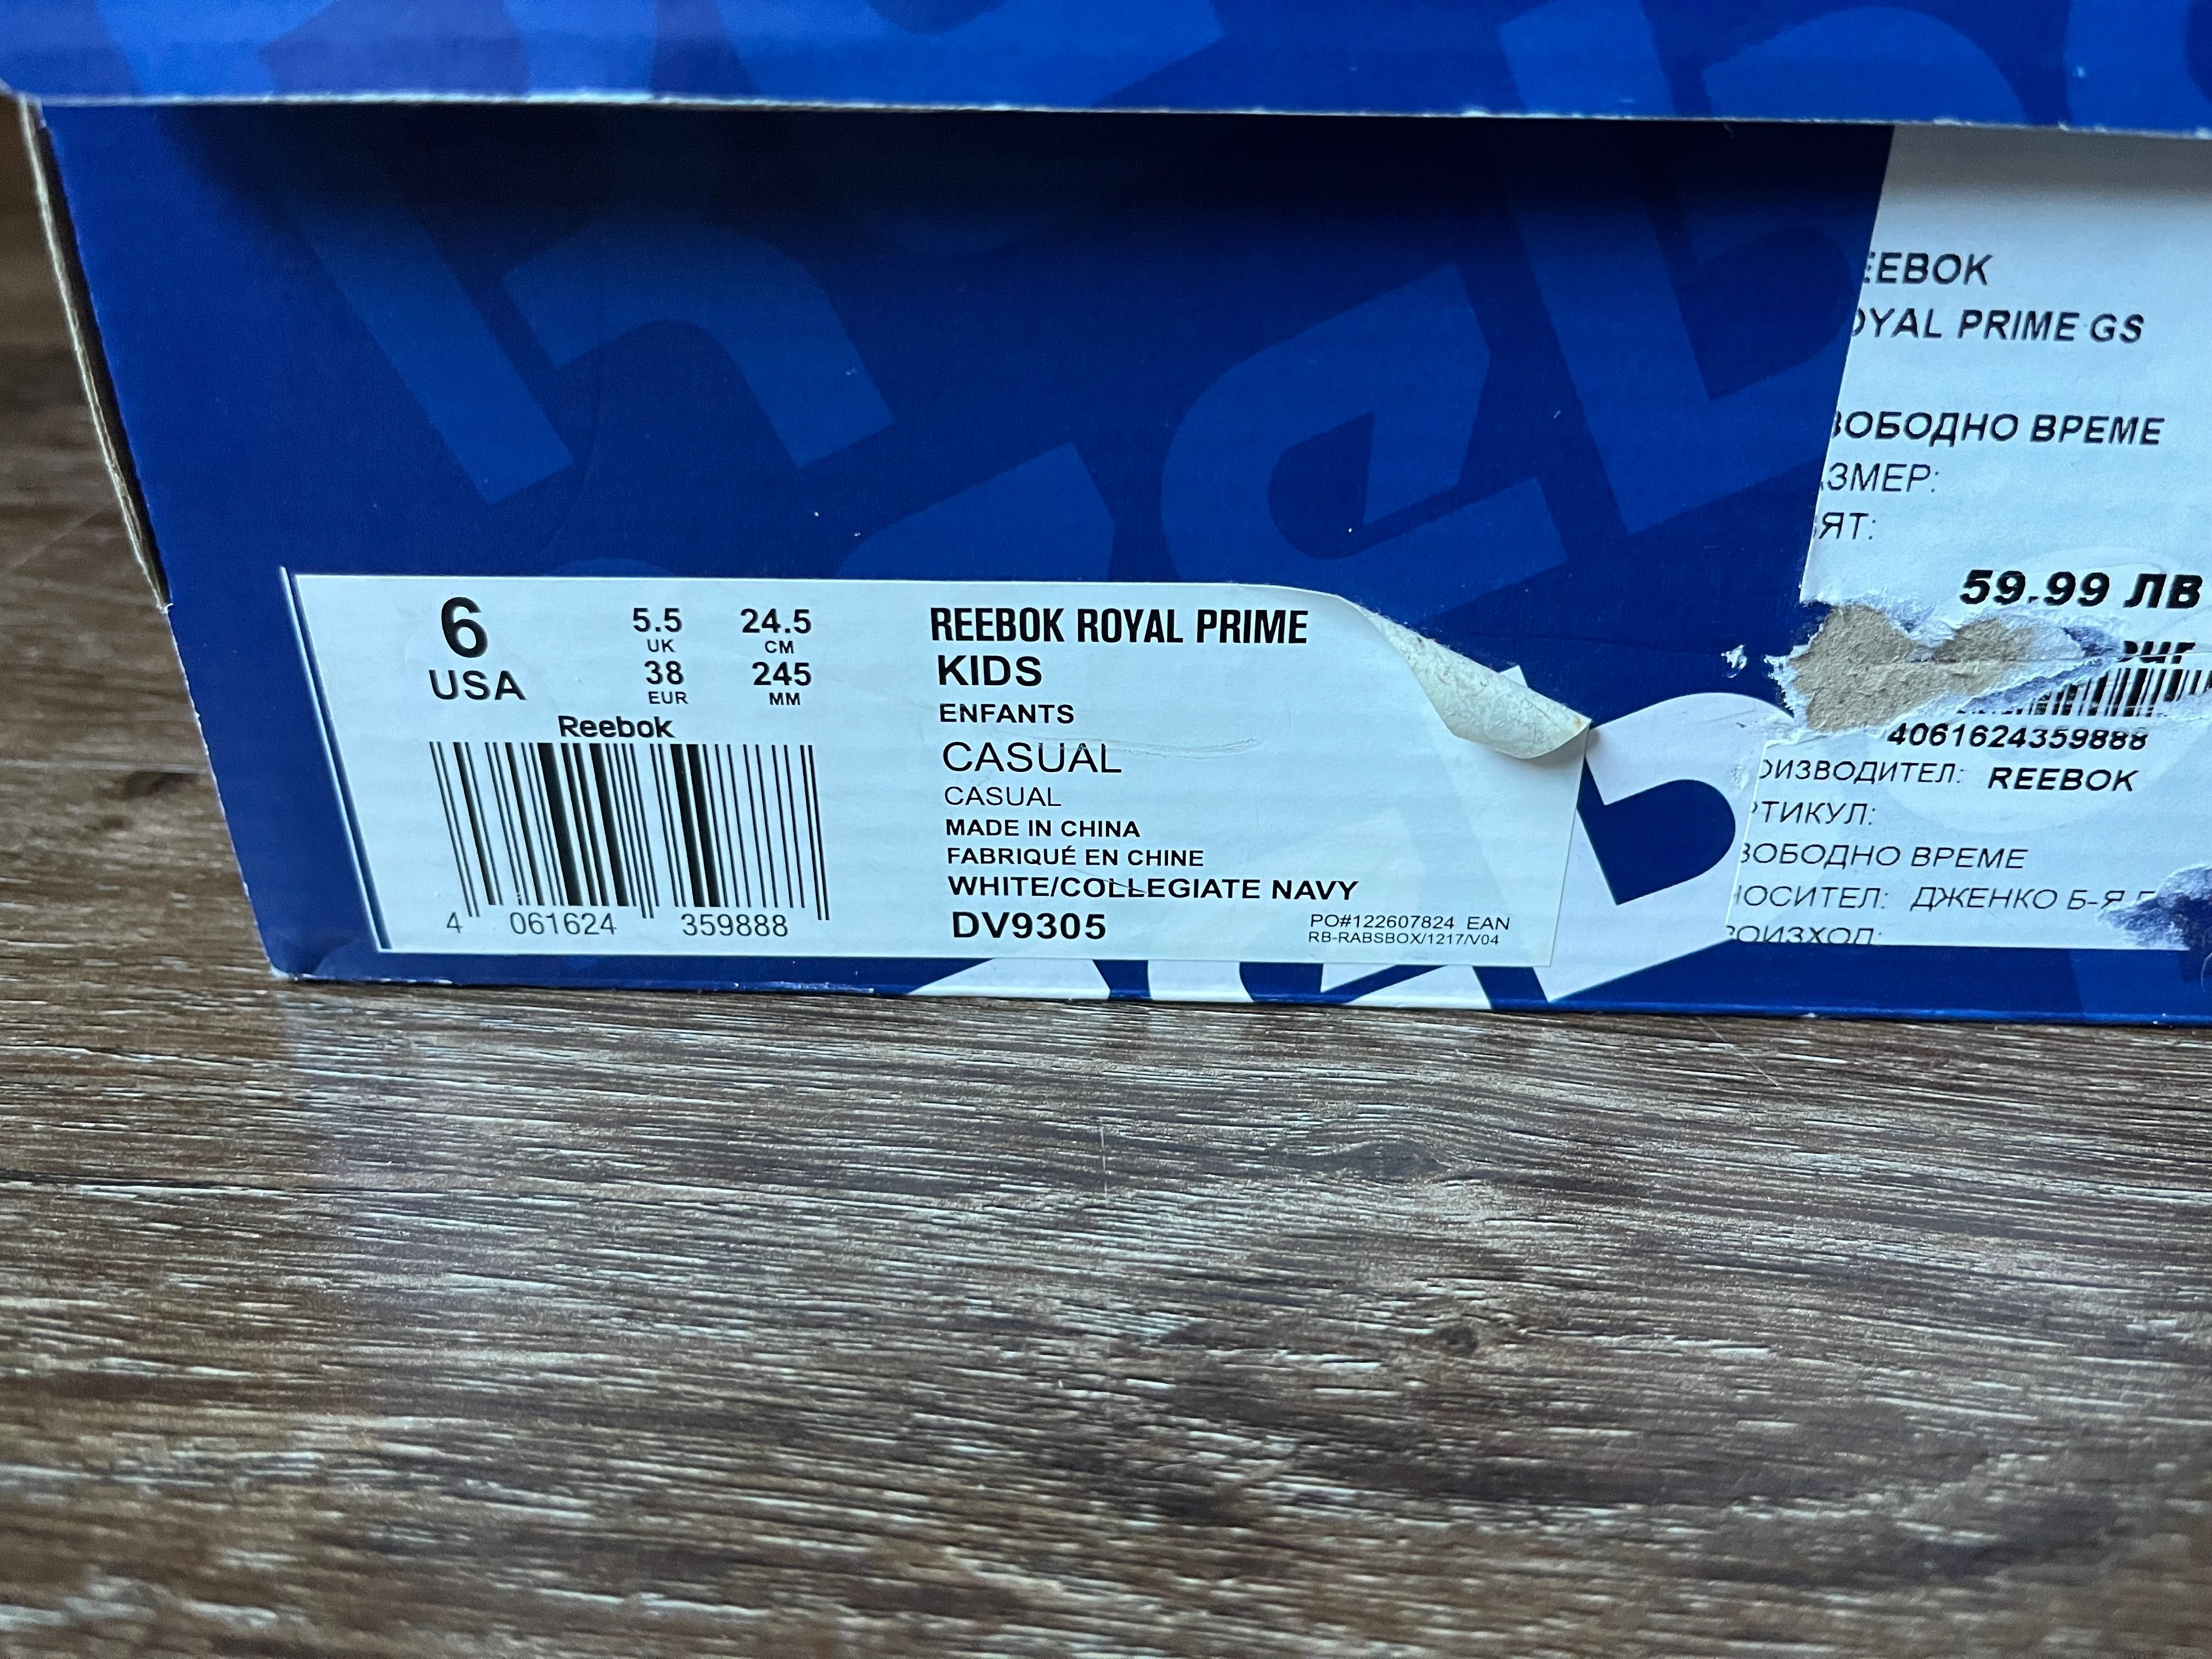 6
USA
5.5
UK
38
EUR
24.5
CM
245
MM
Reebok
4 061624 359888
REEBOK ROYAL PRIME
KIDS
ENFANTS
CASUAL
CASUAL
MADE IN CHINA
FABRIQUÉ EN CHINE
WHITE/COLLEGIATE NAVY
DV9305
PO#122607824 EAN
RB-RABSBOX/1217/V04
EEBOK
OYAL PRIME GS
ВОБОДНО ВРЕМЕ
АЗМЕР:
ВЯТ:
59.99 ЛВ
4061624359888
ОИЗВОДИТЕЛ: REEBOK
РТИКУЛ:
ВОБОДНО ВРЕМЕ
НОСИТЕЛ: ДЖЕНКО Б-Я
РОИЗХОД: